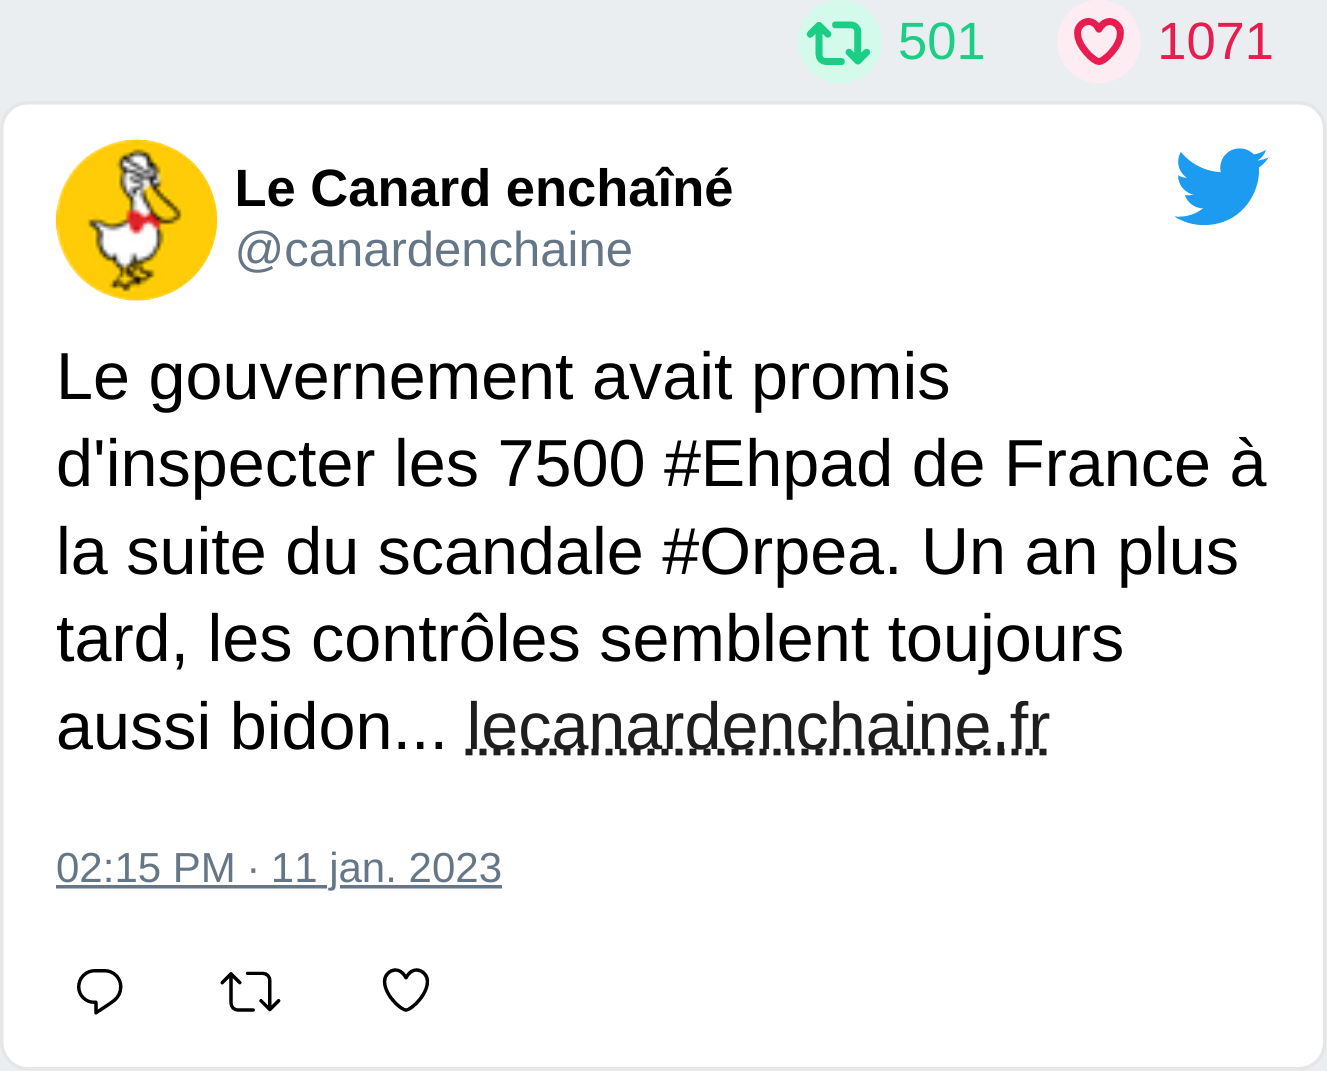 501 1071
Le Canard enchaîné
@canardenchaine
Le gouvernement avait promis
d'inspecter les 7500 #Ehpad de France à
la suite du scandale #Orpea. Un an plus
tard, les contrôles semblent toujours
aussi bidon... lecanardenchaine.fr
02:15 PM · 11 jan. 2023